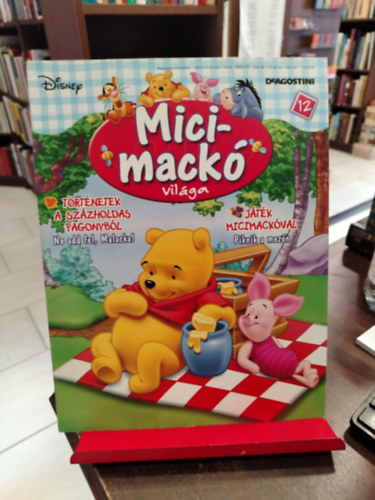 Disney
DeAGOSTINI
12
Mici-
mackó
világa
TÖRTÉNETEK
A SZÁZHOLDAS
PAGONYBÓL
Ne add fel, Malacka!
JÁTÉK
MICIMACKÓVAL
Piknik a mezőn